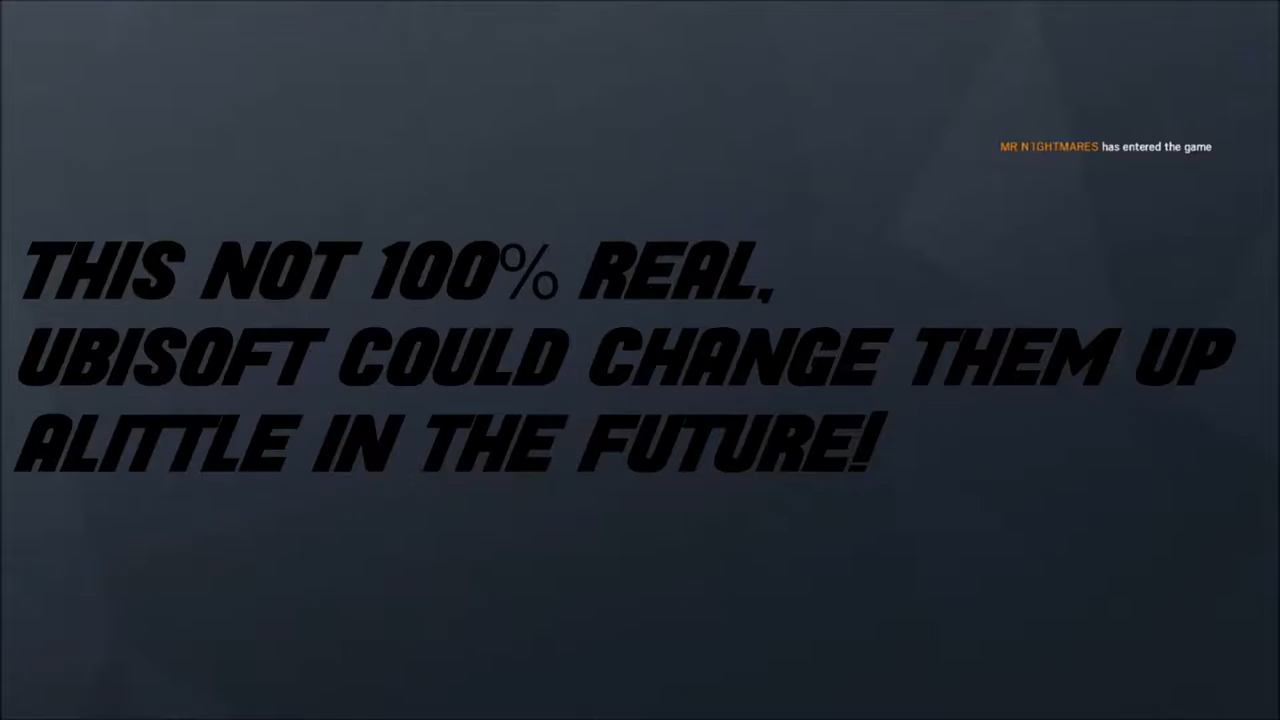 MR N1GHTMARES has entered the game
THIS NOT 100% REAL,
UBISOFT COULD CHANGE THEM UP
ALITTLE IN THE FUTURE!